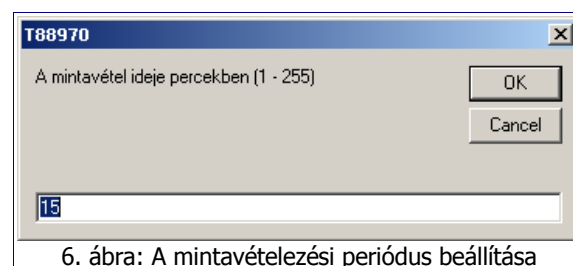 T88970
A mintavétel ideje percekben (1 - 255)
OK
Cancel
15
6. ábra: A mintavételezési periódus beállítása